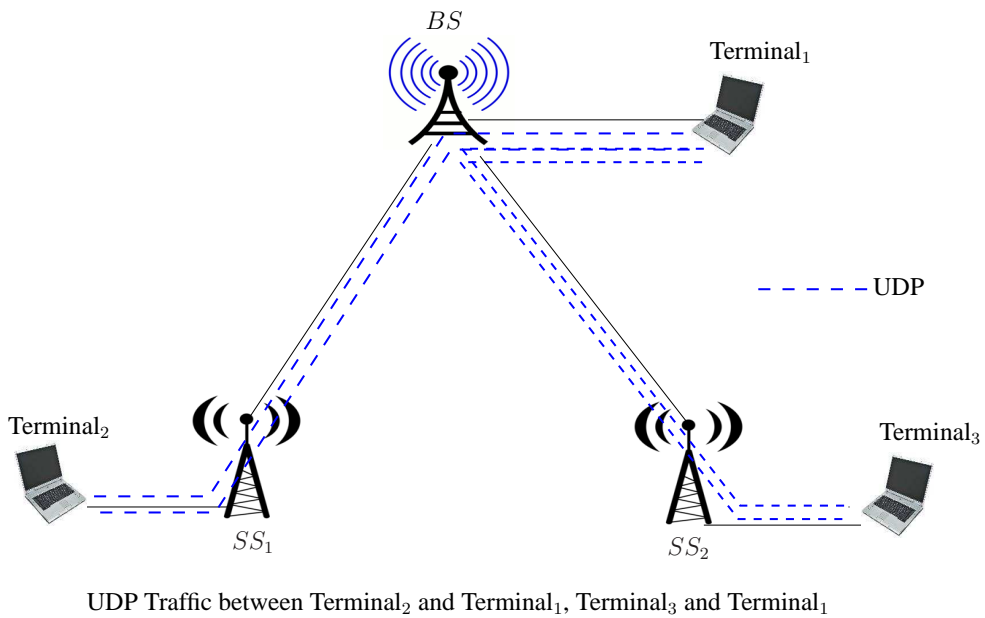 BS
Terminal₁
UDP
Terminal₂
Terminal₃
SS₁
SS₂
UDP Traffic between Terminal₂ and Terminal₁, Terminal₃ and Terminal₁